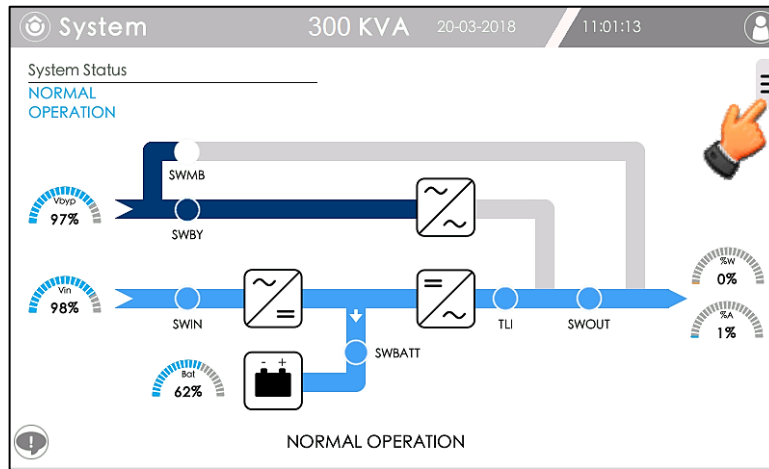 System 300 KVA 20-03-2018 11:01:13
System Status
NORMAL
OPERATION
SWMB
Vbyp
97%
SWBY
Vin
98%
SWIN
TLI
SWOUT
%W
0%
%A
1%
SWBATT
Bat
62%
- +
NORMAL OPERATION